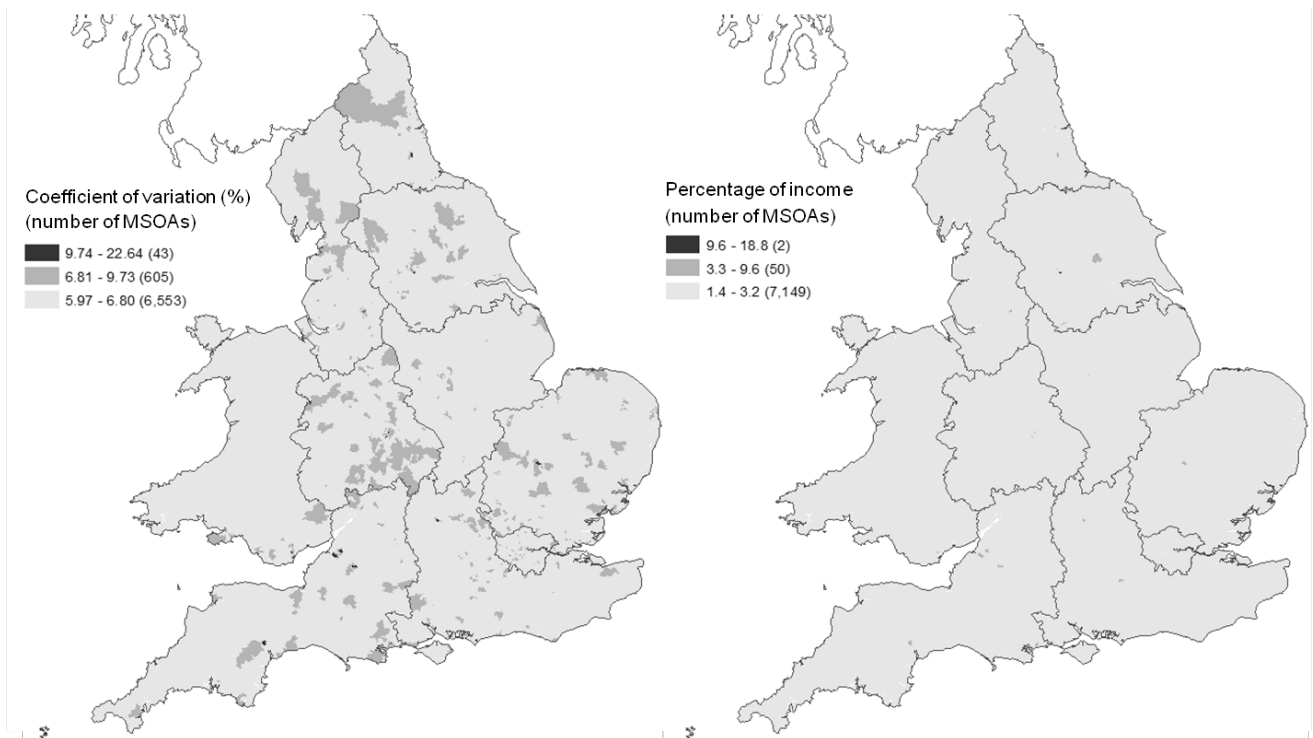 Coefficient of variation (%)
(number of MSOAs)
9.74 - 22.64 (43)
6.81 - 9.73 (605)
5.97 - 6.80 (6,553)
Percentage of income
(number of MSOAs)
9.6 - 18.8 (2)
3.3 - 9.6 (50)
1.4 - 3.2 (7,149)